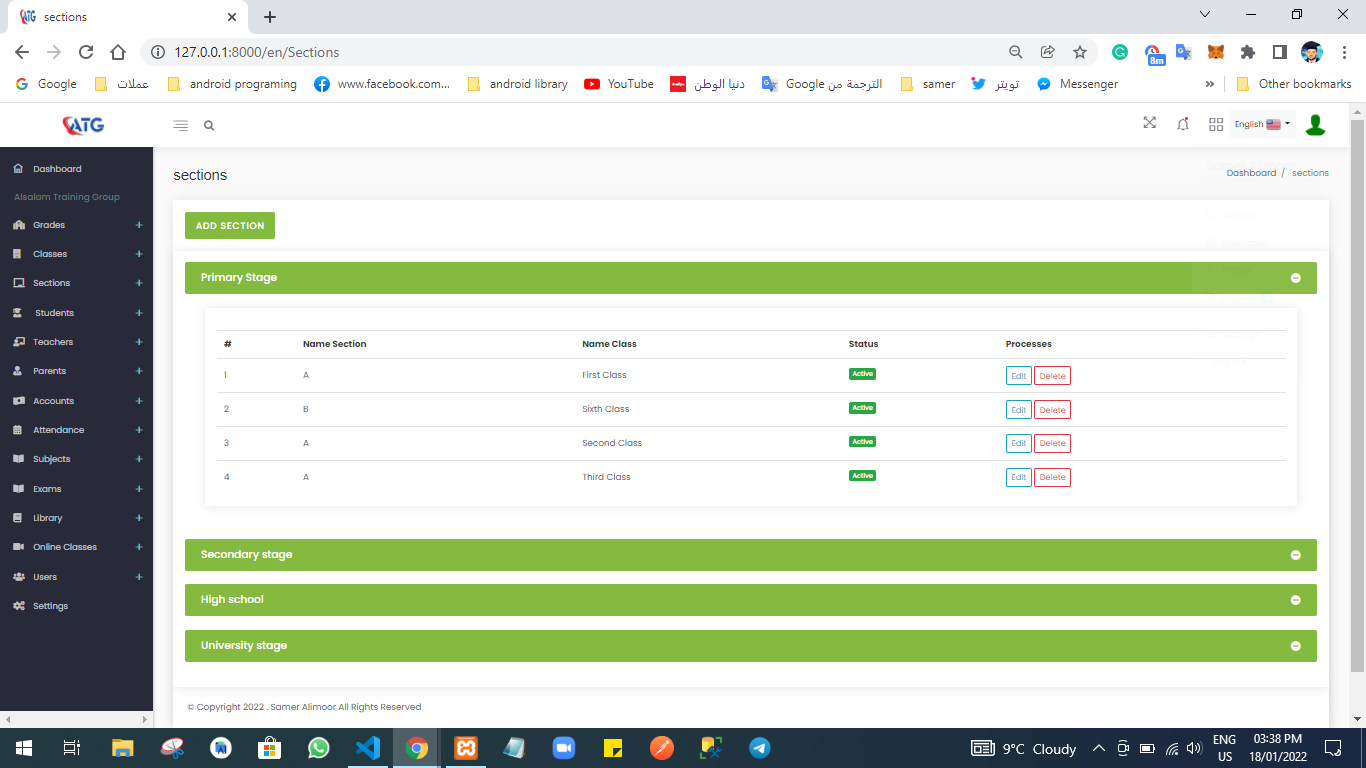 sections
127.0.0.1:8000/en/Sections
8m
Google
عملات
android programing
www.facebook.com...
android library
YouTube
دنيا الوطن
الترجمة من Google
samer
تويتر
Messenger
»
Other bookmarks
ATG
English
Dashboard
Alsalam Training Group
Grades +
Classes +
Sections +
Students +
Teachers +
Parents +
Accounts +
Attendance +
Subjects +
Exams +
Library +
Online Classes +
Users +
Settings
sections
Dashboard / sections
ADD SECTION
Primary Stage
# Name Section Name Class Status Processes
1 A First Class Active Edit Delete
2 B Sixth Class Active Edit Delete
3 A Second Class Active Edit Delete
4 A Third Class Active Edit Delete
Secondary stage
High school
University stage
© Copyright 2022 . Samer Alimoor All Rights Reserved
9°C Cloudy
ENG
US
03:38 PM
18/01/2022